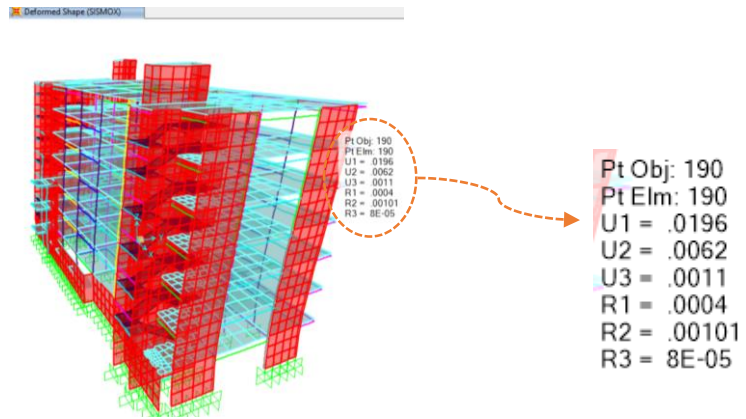 Deformed Shape (SISMOX)
Pt Obj: 190
Pt Elm: 190
U1 = .0196
U2 = .0062
U3 = .0011
R1 = .0004
R2 = .00101
R3 = 8E-05
Pt Obj: 190
Pt Elm: 190
U1 = .0196
U2 = .0062
U3 = .0011
R1 = .0004
R2 = .00101
R3 = 8E-05